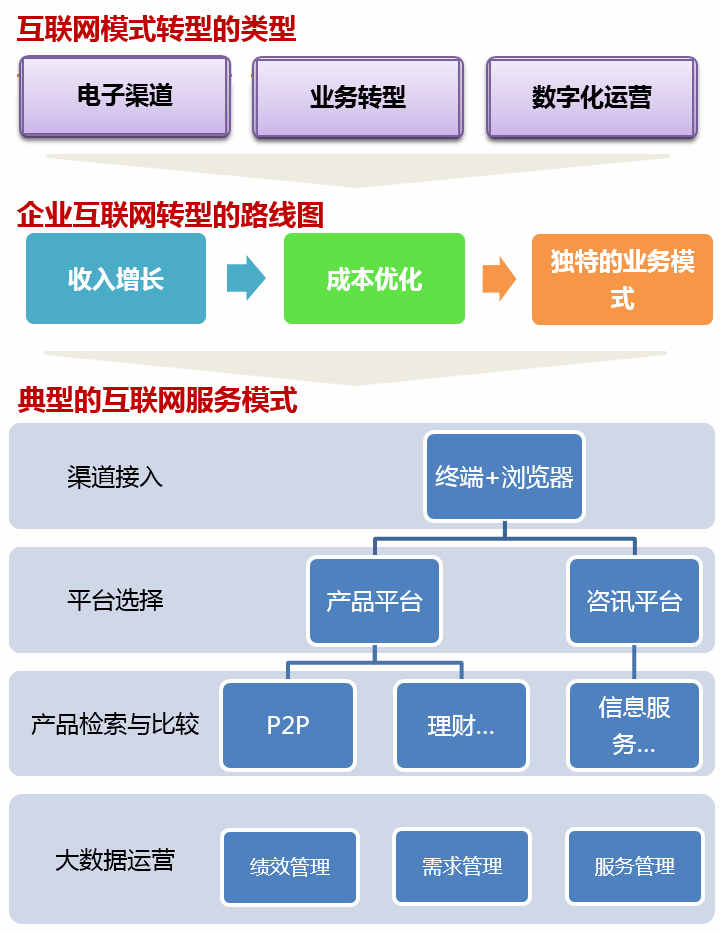 互联网模式转型的类型
电子渠道
业务转型
数字化运营
企业互联网转型的路线图
收入增长
成本优化
独特的业务模
式
典型的互联网服务模式
渠道接入
终端+浏览器
平台选择
产品平台
咨讯平台
产品检索与比较
P2P
理财...
信息服
务...
大数据运营
绩效管理
需求管理
服务管理